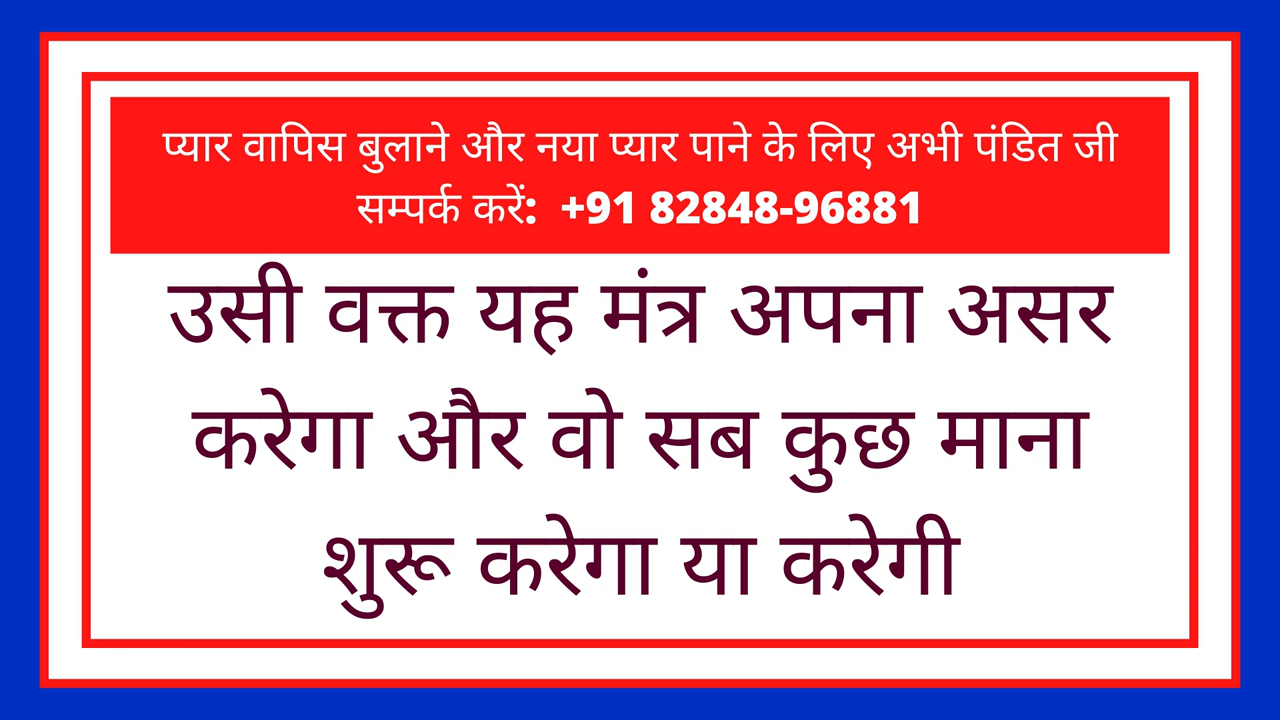 प्यार वापिस बुलाने और नया प्यार पाने के लिए अभी पंडित जी
सम्पर्क करें: +91 82848-96881
उसी वक्त यह मंत्र अपना असर
करेगा और वो सब कुछ माना
शुरू करेगा या करेगी